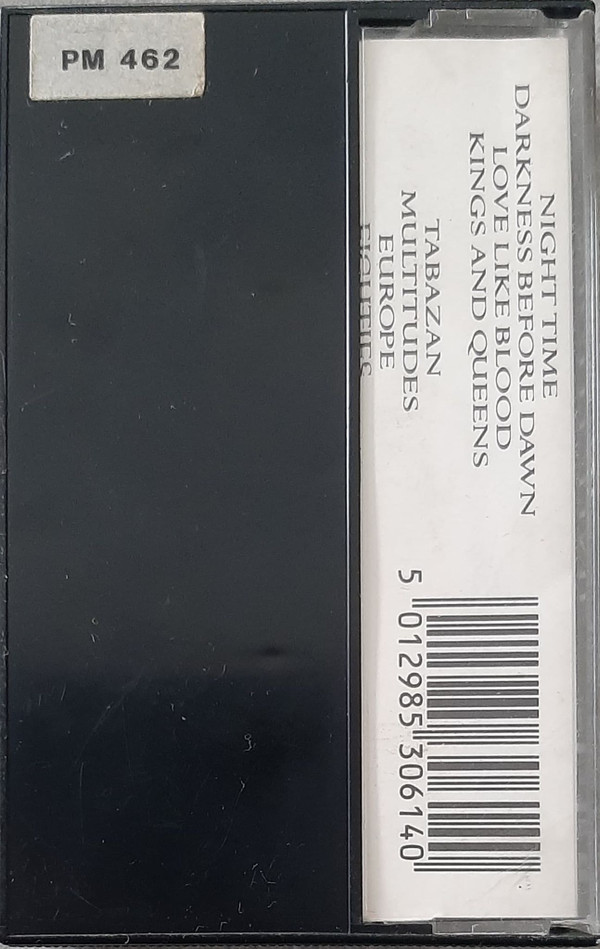 PM 462
NIGHT TIME
DARKNESS BEFORE DAWN
LOVE LIKE BLOOD
KINGS AND QUEENS
TABAZAN
MULTITUDES
EUROPE
EIGHTIES
5 012985 306140